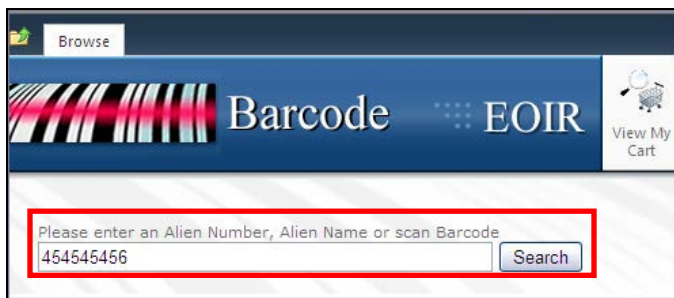 Browse
Barcode EOIR
View My
Cart
Please enter an Alien Number, Alien Name or scan Barcode
454545456 Search